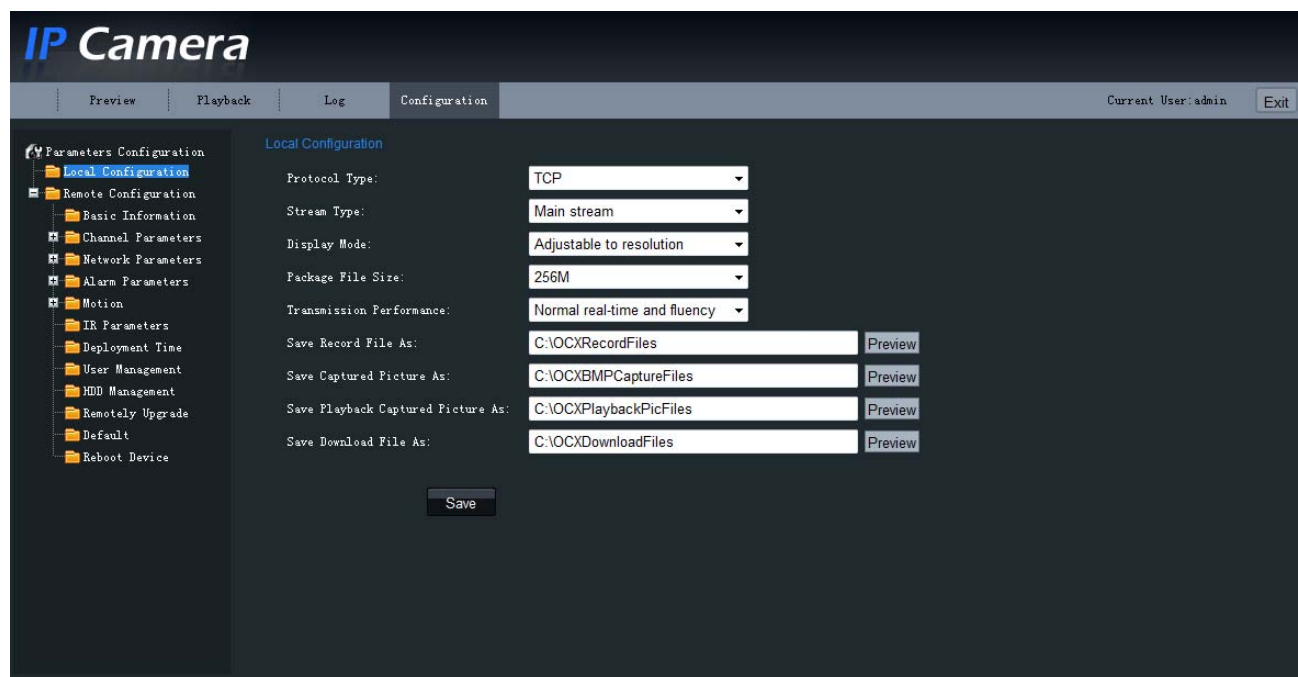 IP Camera
Preview Playback Log Configuration Current User:admin Exit
Parameters Configuration
Local Configuration
Remote Configuration
Basic Information
Channel Parameters
Network Parameters
Alarm Parameters
Motion
IR Parameters
Deployment Time
User Management
HDD Management
Remotely Upgrade
Default
Reboot Device
Local Configuration
Protocol Type: TCP
Stream Type: Main stream
Display Mode: Adjustable to resolution
Package File Size: 256M
Transmission Performance: Normal real-time and fluency
Save Record File As: C:\OCXRecordFiles Preview
Save Captured Picture As: C:\OCXBMPCaptureFiles Preview
Save Playback Captured Picture As: C:\OCXPlaybackPicFiles Preview
Save Download File As: C:\OCXDownloadFiles Preview
Save